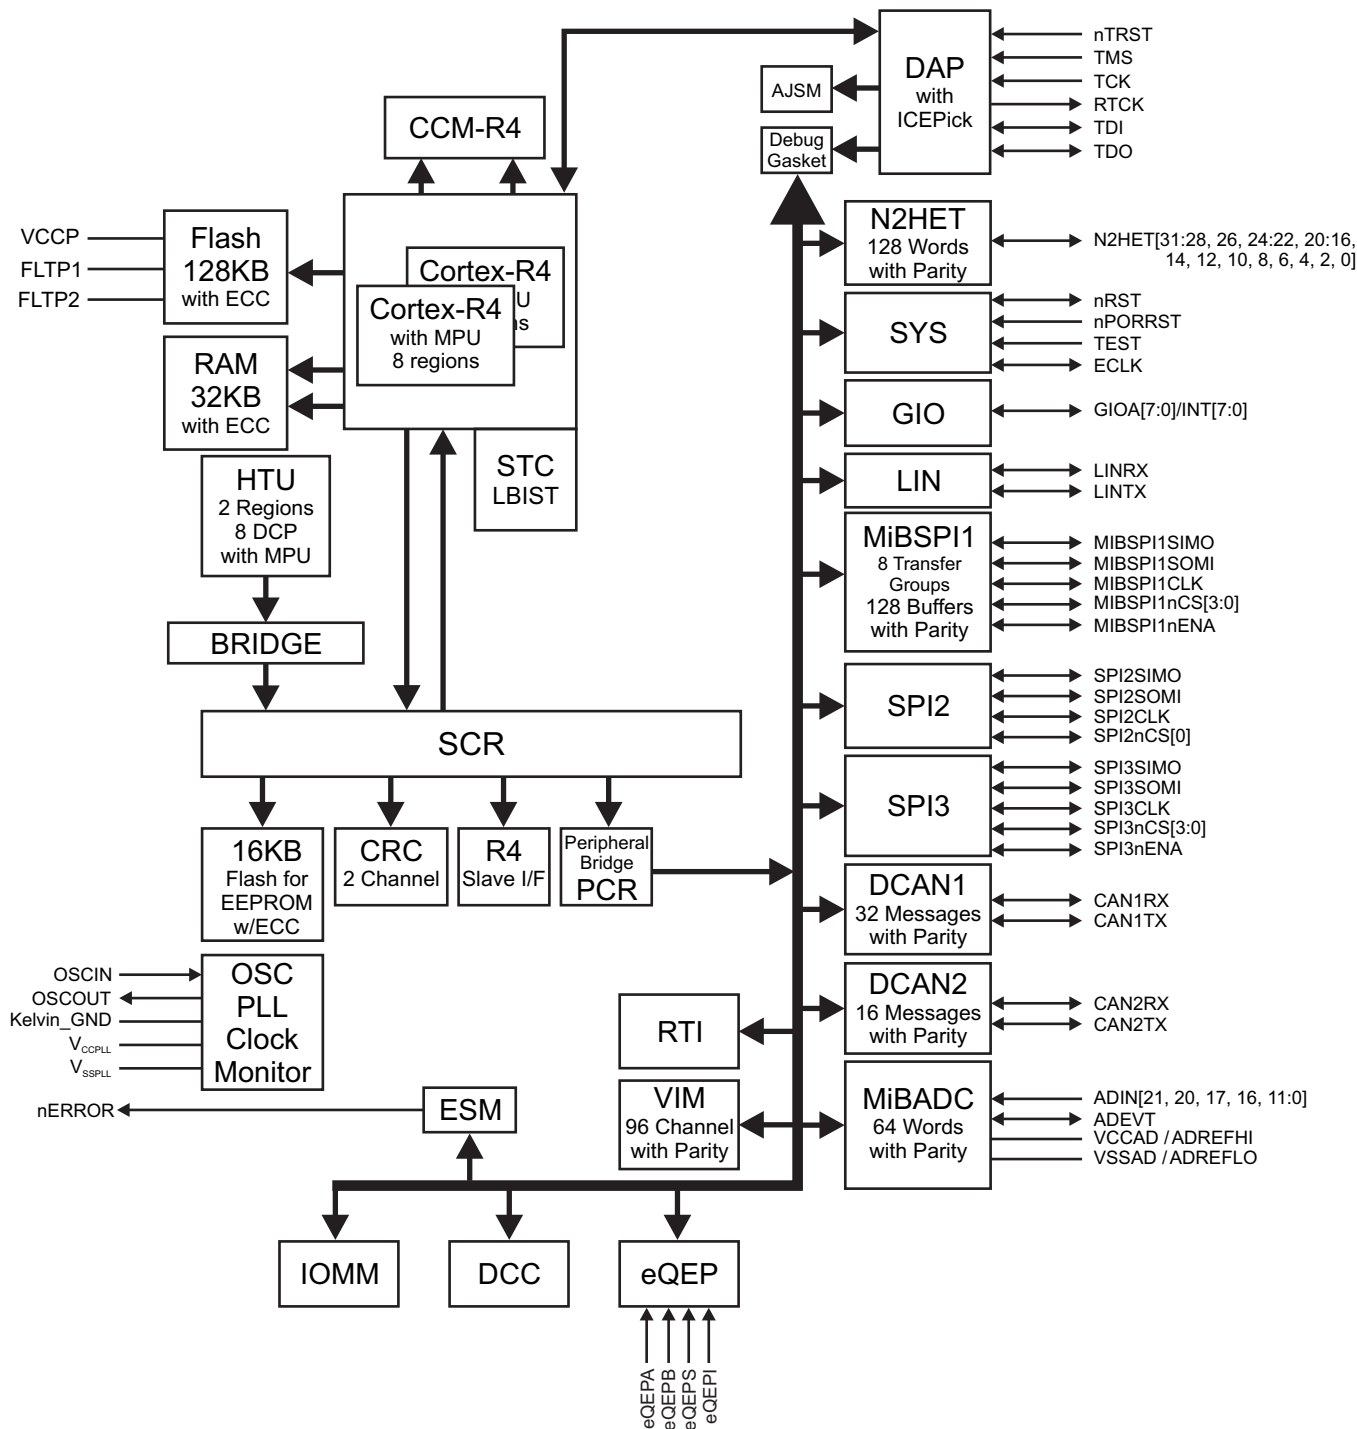 nTRST
TMS
TCK
RTCK
TDI
TDO
DAP
with
ICEPick
AJSM
Debug
Gasket
CCM-R4
VCCP
FLTP1
FLTP2
Flash
128KB
with ECC
Cortex-R4
U
ns
Cortex-R4
with MPU
8 regions
RAM
32KB
with ECC
HTU
2 Regions
8 DCP
with MPU
STC
LBIST
BRIDGE
SCR
16KB
Flash for
EEPROM
w/ECC
CRC
2 Channel
R4
Slave I/F
Peripheral
Bridge
PCR
OSCIN
OSCOUT
Kelvin_GND
VCCPLL
VSSPLL
OSC
PLL
Clock
Monitor
nERROR
ESM
RTI
VIM
96 Channel
with Parity
IOMM
DCC
eQEP
eQEPA
eQEPB
eQEPS
eQEPI
N2HET
128 Words
with Parity
N2HET[31:28, 26, 24:22, 20:16,
14, 12, 10, 8, 6, 4, 2, 0]
SYS
nRST
nPORRST
TEST
ECLK
GIO
GIOA[7:0]/INT[7:0]
LIN
LINRX
LINTX
MiBSPI1
8 Transfer
Groups
128 Buffers
with Parity
MIBSPI1SIMO
MIBSPI1SOMI
MIBSPI1CLK
MIBSPI1nCS[3:0]
MIBSPI1nENA
SPI2
SPI2SIMO
SPI2SOMI
SPI2CLK
SPI2nCS[0]
SPI3
SPI3SIMO
SPI3SOMI
SPI3CLK
SPI3nCS[3:0]
SPI3nENA
DCAN1
32 Messages
with Parity
CAN1RX
CAN1TX
DCAN2
16 Messages
with Parity
CAN2RX
CAN2TX
MiBADC
64 Words
with Parity
ADIN[21, 20, 17, 16, 11:0]
ADEVT
VCCAD / ADREFHI
VSSAD / ADREFLO